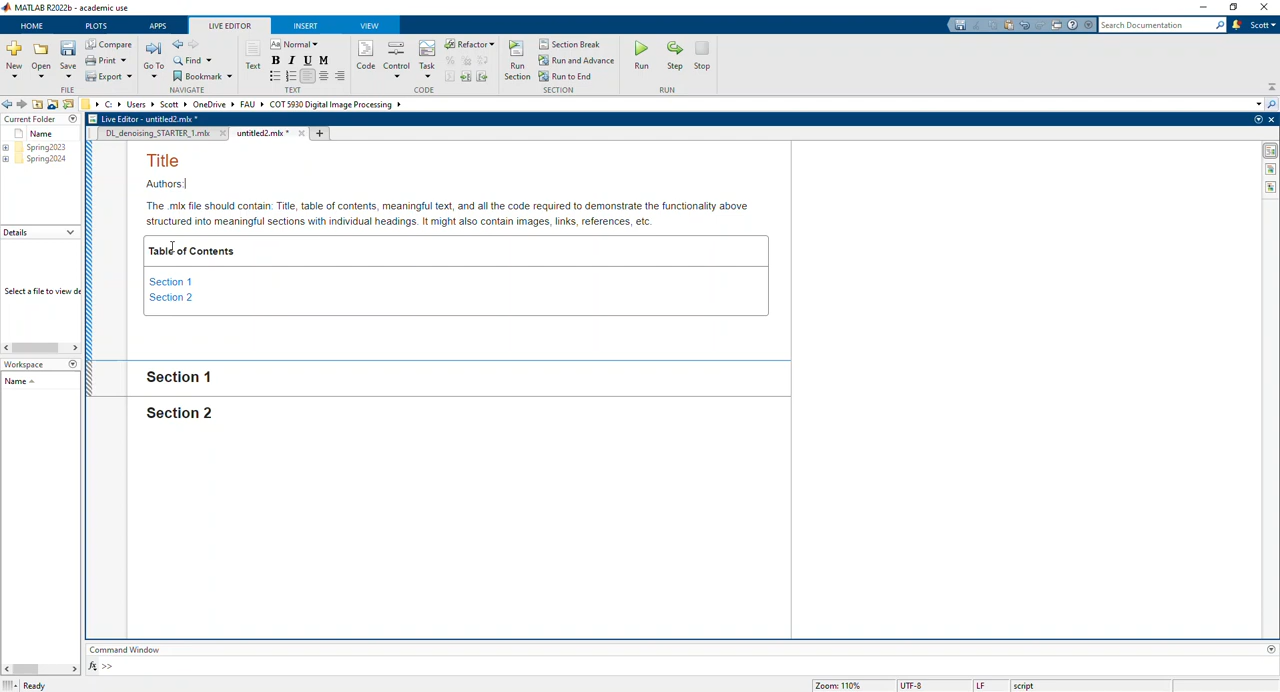 MATLAB R2022b - academic use
HOME PLOTS APPS LIVE EDITOR INSERT VIEW
Search Documentation Scott
New Open Save Compare Print Export
Go To Find Bookmark
Text Aa Normal B I U M
Code Control Task Refactor
Run Section Section Break Run and Advance Run to End
Run Step Stop
FILE NAVIGATE TEXT CODE SECTION RUN
C: Users Scott OneDrive FAU COT 5930 Digital Image Processing
Current Folder
Name
Spring2023
Spring2024
Details
Select a file to view de
Workspace
Name
Live Editor - untitled2.mlx *
DL_denoising_STARTER_1.mlx untitled2.mlx * +
Title
Authors:
The .mlx file should contain: Title, table of contents, meaningful text, and all the code required to demonstrate the functionality above
structured into meaningful sections with individual headings. It might also contain images, links, references, etc.
Table of Contents
Section 1
Section 2
Section 1
Section 2
Command Window
fx >>
Ready Zoom: 110% UTF-8 LF script